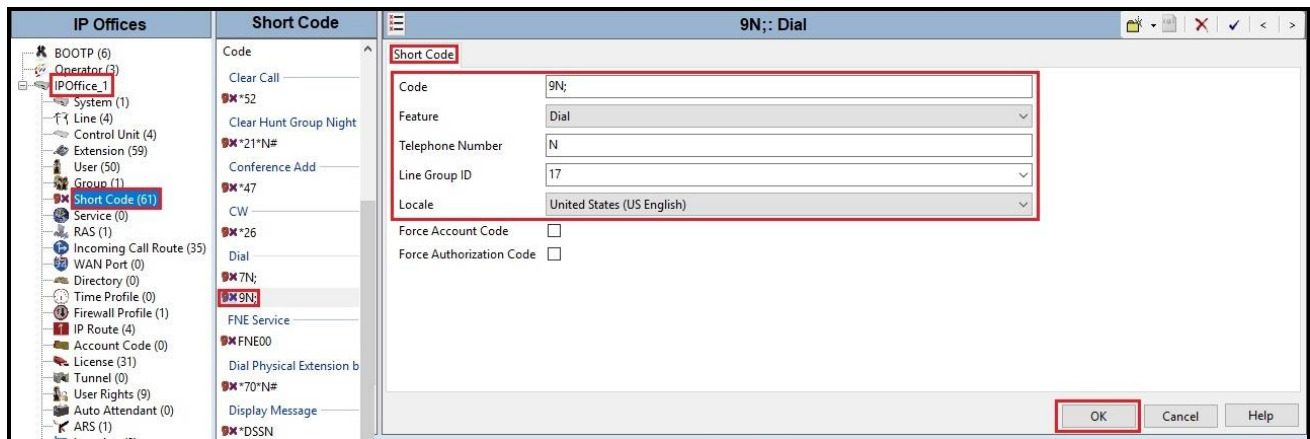 IP Offices
BOOTP (6)
Operator (3)
IPOffice_1
System (1)
Line (4)
Control Unit (4)
Extension (59)
User (50)
Group (1)
Short Code (61)
Service (0)
RAS (1)
Incoming Call Route (35)
WAN Port (0)
Directory (0)
Time Profile (0)
Firewall Profile (1)
IP Route (4)
Account Code (0)
License (31)
Tunnel (0)
User Rights (9)
Auto Attendant (0)
ARS (1)
Short Code
Code
Clear Call
*52
Clear Hunt Group Night
*21*N#
Conference Add
*47
CW
*26
Dial
7N;
9N;
FNE Service
FNE00
Dial Physical Extension b
*70*N#
Display Message
*DSSN
9N;: Dial
Short Code
Code 9N;
Feature Dial
Telephone Number N
Line Group ID 17
Locale United States (US English)
Force Account Code
Force Authorization Code
OK Cancel Help